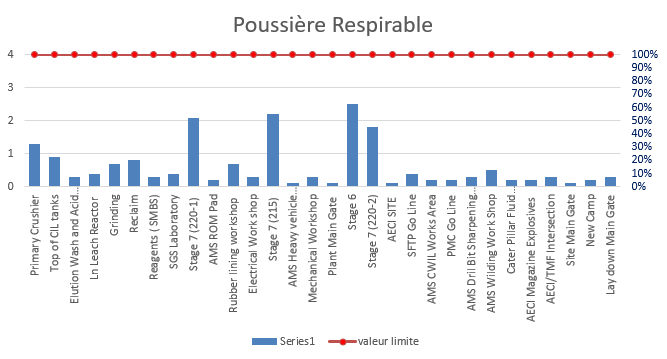 Poussière Respirable
4
3
2
1
0
100%
90%
80%
70%
60%
50%
40%
30%
20%
10%
0%
Primary Crusher
Top of CIL tanks
Elution Wash and Acid…
Ln Leach Reactor
Grinding
Reclaim
Reagents ( SMBS)
SGS Laboratory
Stage 7 (220-1)
AMS ROM Pad
Rubber lining workshop
Electrical Work shop
Stage 7 (215)
AMS Heavy vehicle…
Mechanical Workshop
Plant Main Gate
Stage 6
Stage 7 (220-2)
AECI SITE
SFTP Go Line
AMS CWIL Works Area
PMC Go Line
AMS Dril Bit Sharpening…
AMS Wilding Work Shop
Cater Pillar Fluid…
AECI Magazine Explosives
AECI/TMF Intersection
Site Main Gate
New Camp
Lay down Main Gate
Series1
valeur limite